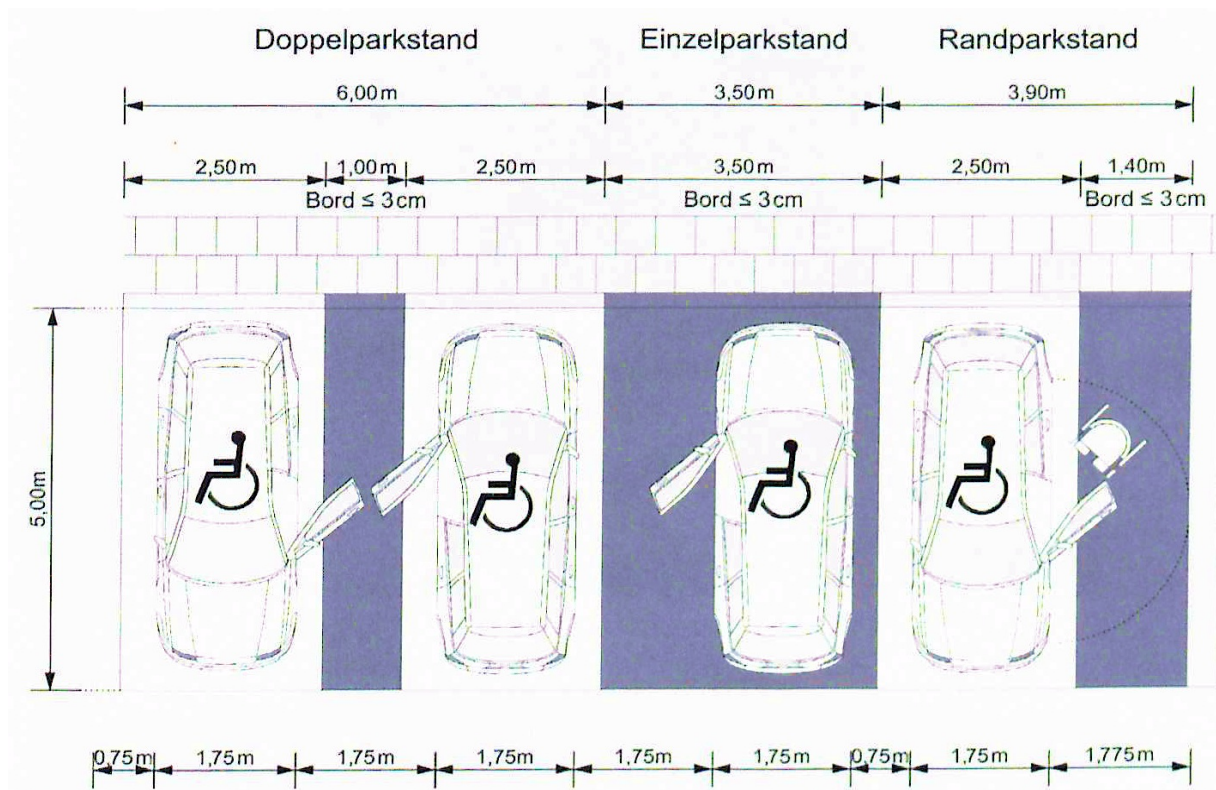 Doppelparkstand Einzelparkstand Randparkstand
6,00m 3,50m 3,90m
2,50m 1,00m 2,50m 3,50m 2,50m 1,40m
Bord ≤ 3cm Bord ≤ 3cm Bord ≤ 3cm
5,00m
0,75m 1,75m 1,75m 1,75m 1,75m 1,75m 0,75m 1,75m 1,775m